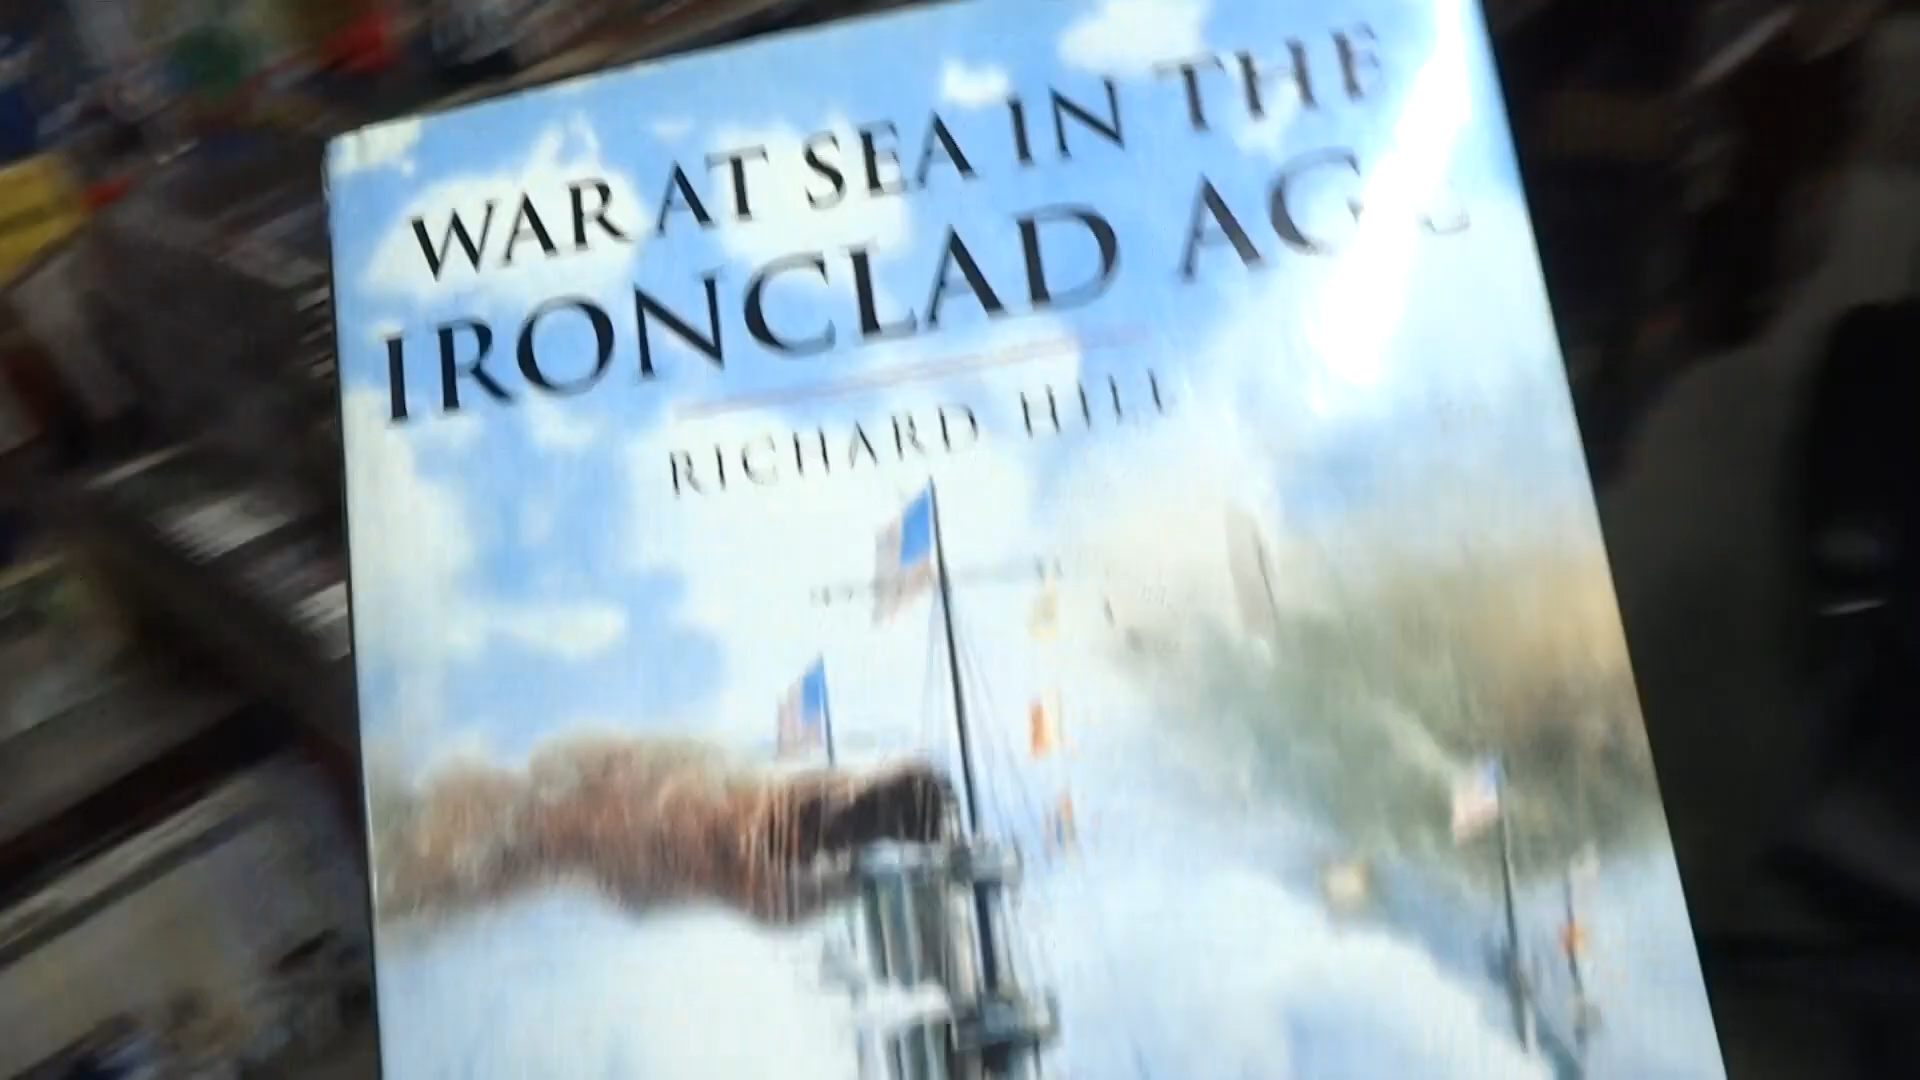 WAR AT SEA IN THE
IRONCLAD AGE
RICHARD HILL